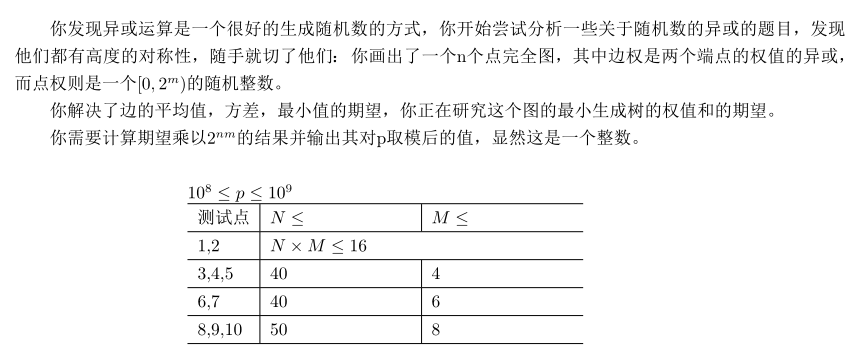 你发现异或运算是一个很好的生成随机数的方式，你开始尝试分析一些关于随机数的异或的题目，发现
他们都有高度的对称性，随手就切了他们： 你画出了一个n个点完全图，其中边权是两个端点的权值的异或，
而点权则是一个[0, 2^m)的随机整数。
你解决了边的平均值，方差，最小值的期望，你正在研究这个图的最小生成树的权值和的期望。
你需要计算期望乘以2^{nm}的结果并输出其对p取模后的值，显然这是一个整数。
10^8 ≤ p ≤ 10^9
测试点 N ≤ M ≤
1,2 N × M ≤ 16
3,4,5 40 4
6,7 40 6
8,9,10 50 8